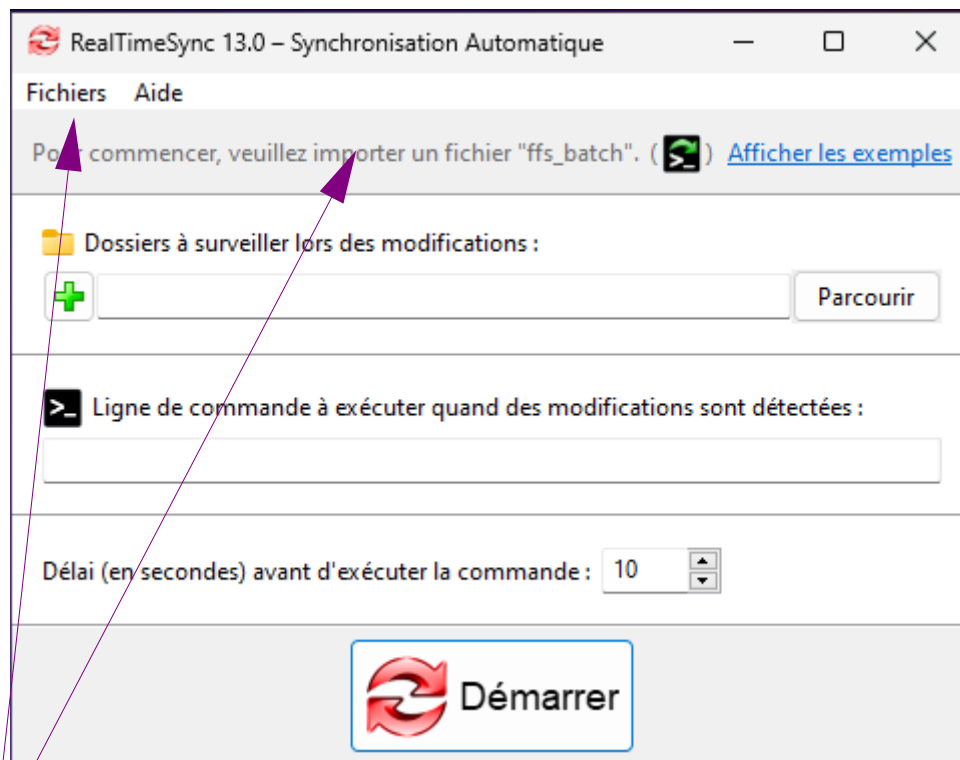 RealTimeSync 13.0 – Synchronisation Automatique
Fichiers Aide
Pour commencer, veuillez importer un fichier "ffs_batch". ( ) Afficher les exemples
Dossiers à surveiller lors des modifications :
Parcourir
Ligne de commande à exécuter quand des modifications sont détectées :
Délai (en secondes) avant d'exécuter la commande : 10
Démarrer